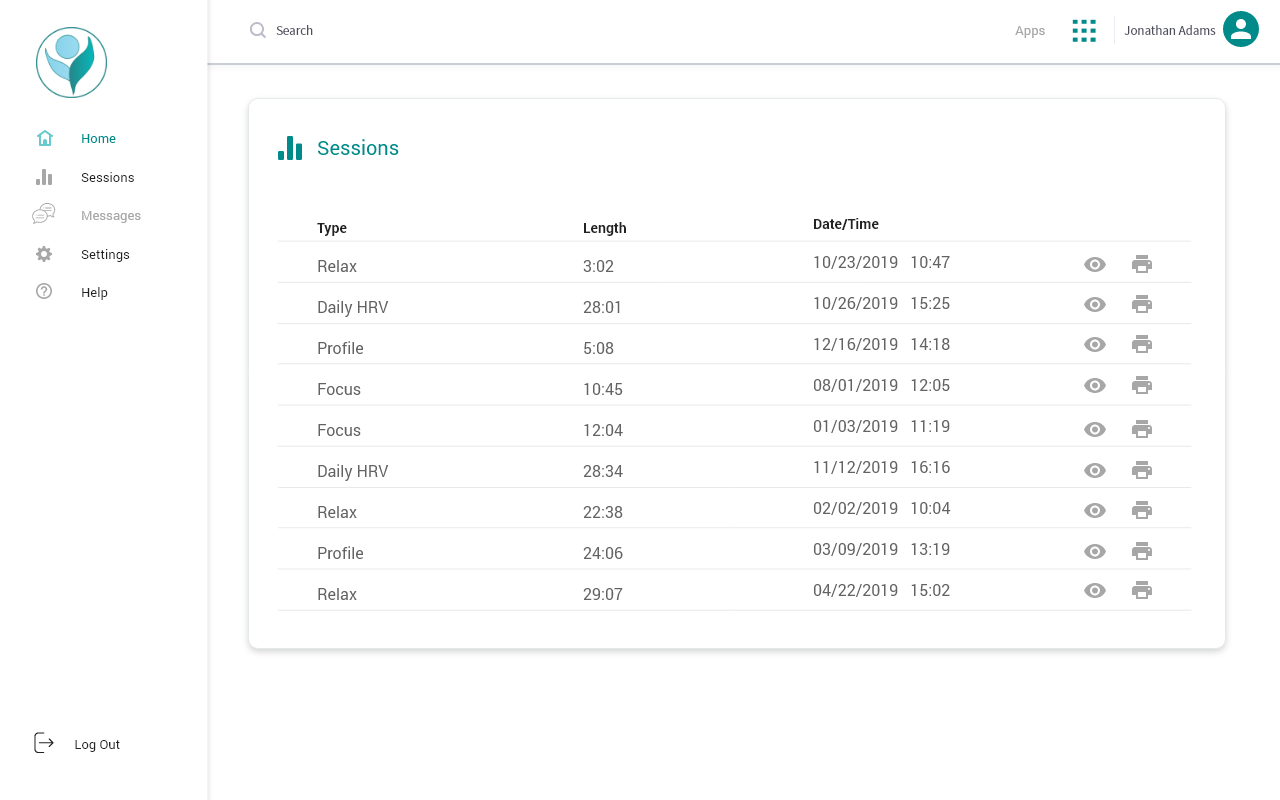 Search
Apps
Jonathan Adams
Home
Sessions
Messages
Settings
Help
Log Out
Sessions
Type Length Date/Time
Relax 3:02 10/23/2019 10:47
Daily HRV 28:01 10/26/2019 15:25
Profile 5:08 12/16/2019 14:18
Focus 10:45 08/01/2019 12:05
Focus 12:04 01/03/2019 11:19
Daily HRV 28:34 11/12/2019 16:16
Relax 22:38 02/02/2019 10:04
Profile 24:06 03/09/2019 13:19
Relax 29:07 04/22/2019 15:02